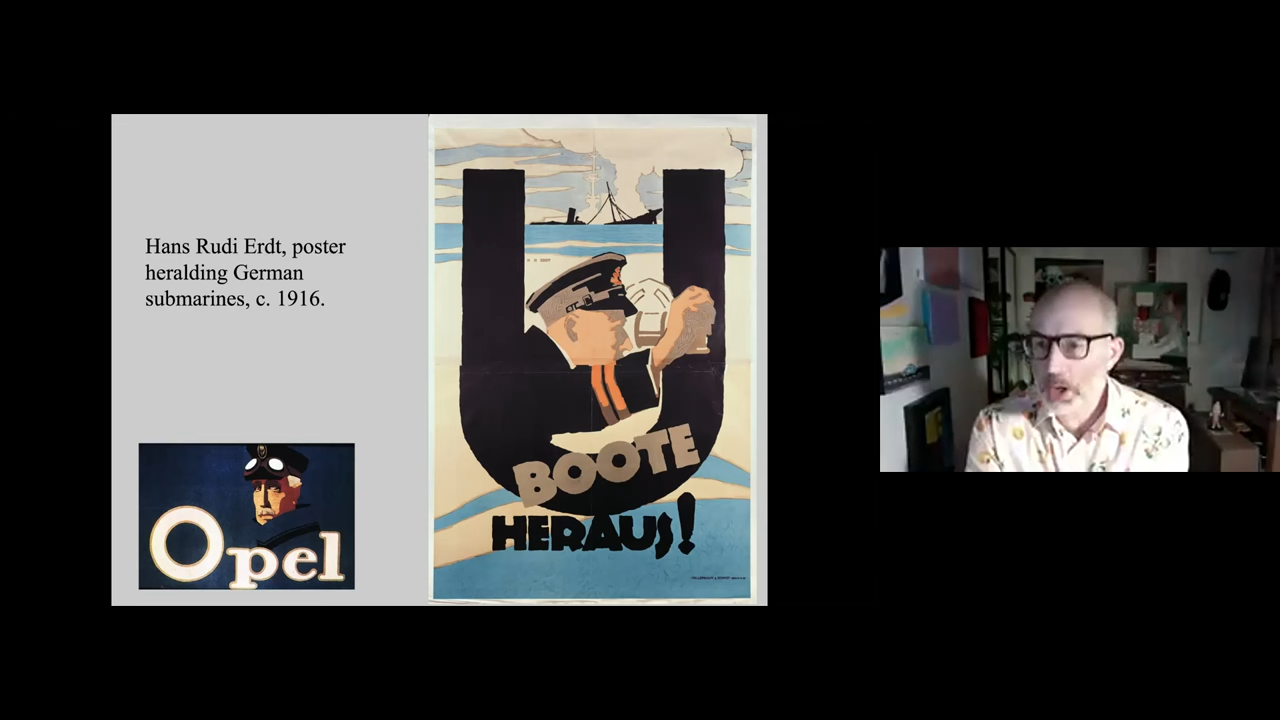 Hans Rudi Erdt, poster
heralding German
submarines, c. 1916.
Opel
U
BOOTE
HERAUS!